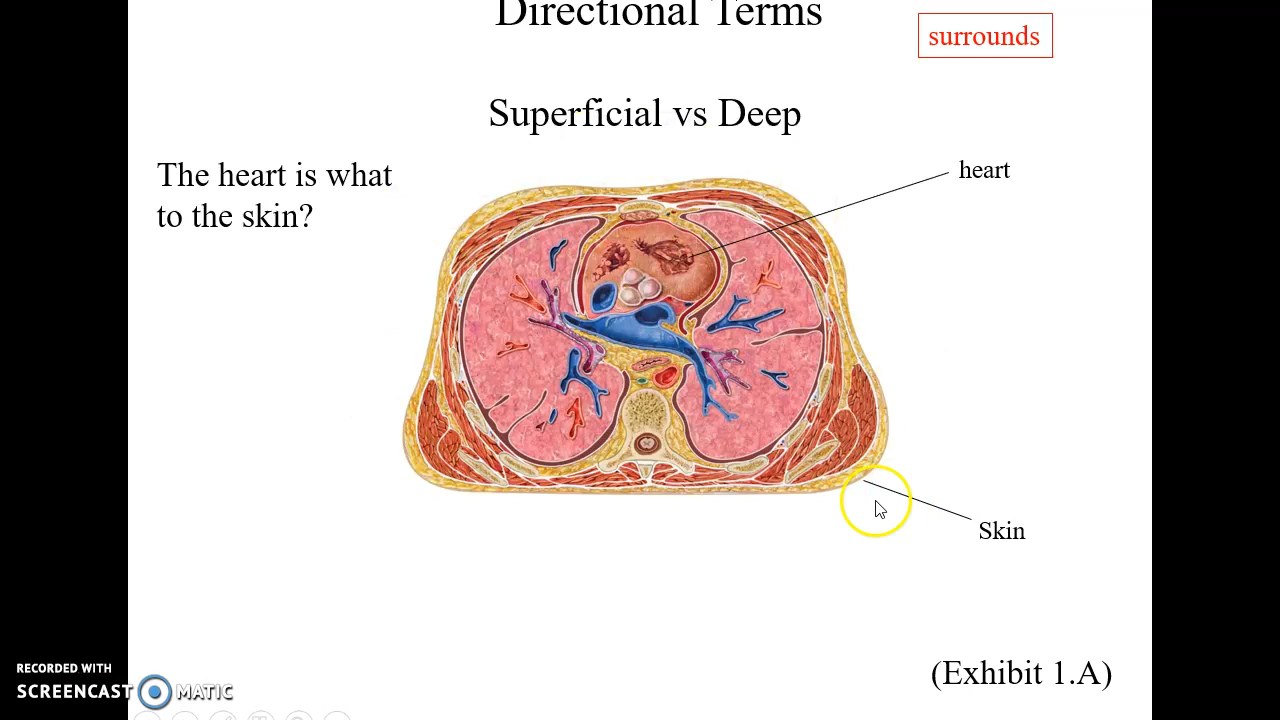 Directional Terms
surrounds
Superficial vs Deep
The heart is what
to the skin?
heart
Skin
(Exhibit 1.A)
RECORDED WITH
SCREENCAST MATIC